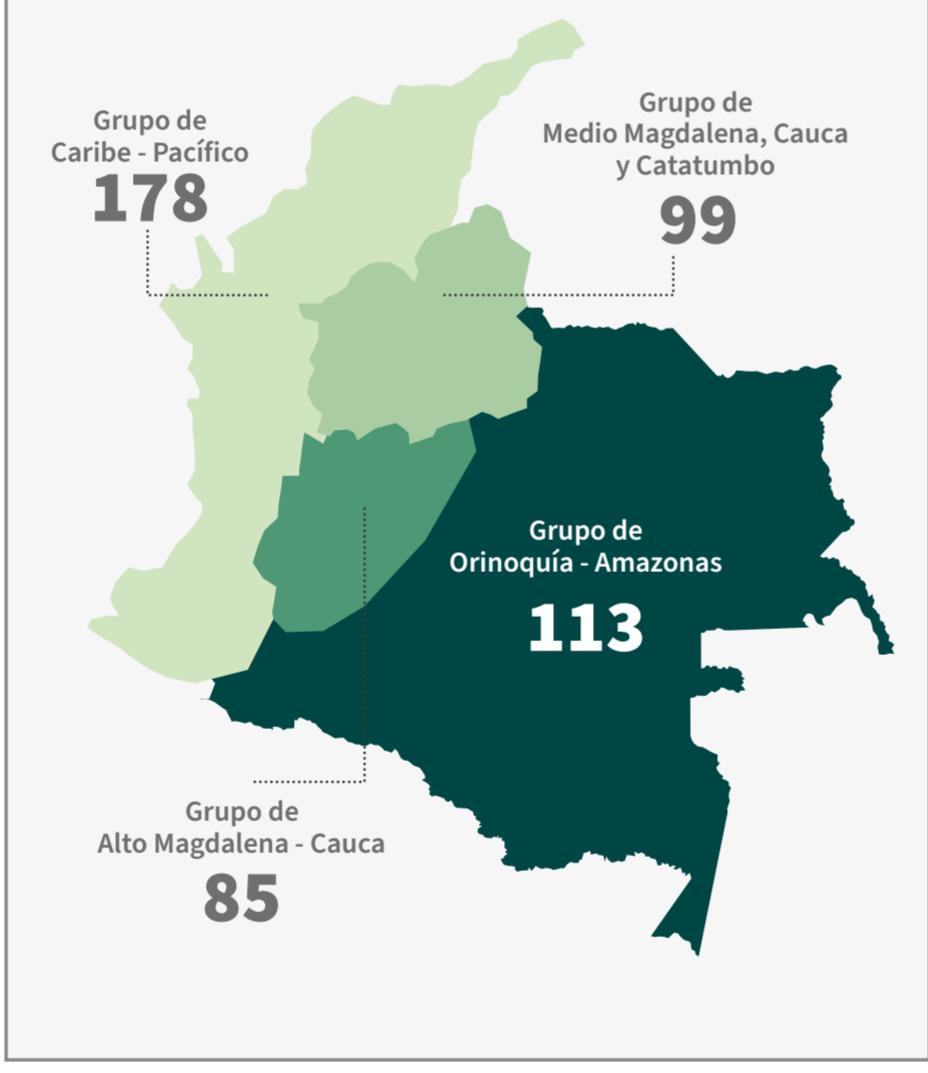 Grupo de
Caribe - Pacífico
178
Grupo de
Medio Magdalena, Cauca
y Catatumbo
99
Grupo de
Orinoquía - Amazonas
113
Grupo de
Alto Magdalena - Cauca
85